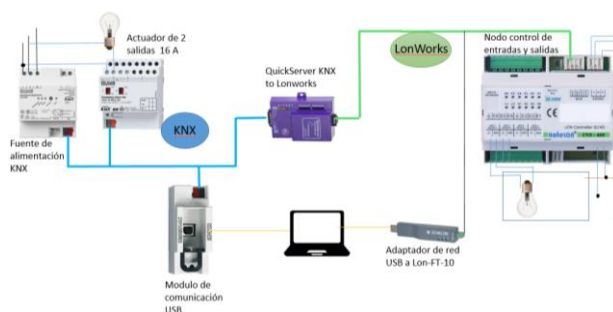 Actuador de 2
salidas 16 A
LonWorks
Nodo control de
entradas y salidas
QuickServer KNX
to Lonworks
KNX
Fuente de
alimentación
KNX
Adaptador de red
USB a Lon-FT-10
Modulo de
comunicación
USB